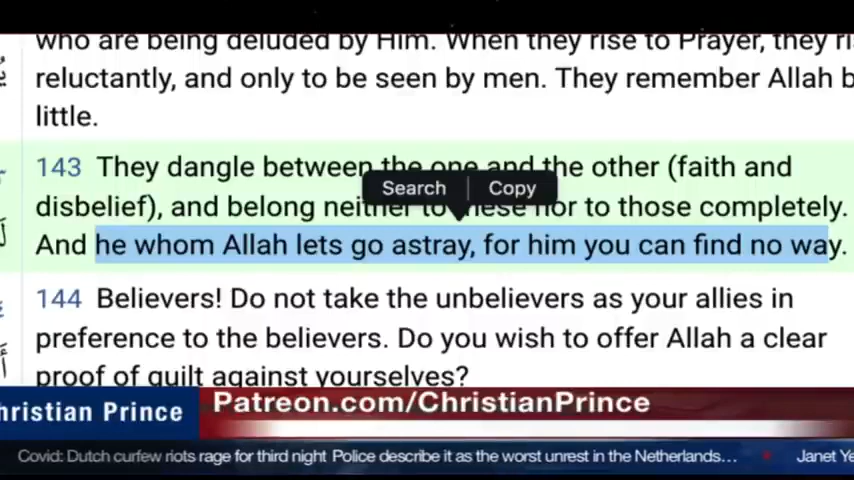 who are being deluded by Him. When they rise to Prayer, they
reluctantly, and only to be seen by men. They remember Allah b
little.
143 They dangle between the one and the other (faith and
Search Copy
disbelief), and belong neither to these nor to those completely.
And he whom Allah lets go astray, for him you can find no way.
144 Believers! Do not take the unbelievers as your allies in
preference to the believers. Do you wish to offer Allah a clear
proof of guilt against yourselves?
hristian Prince
Patreon.com/ChristianPrince
Covid: Dutch curfew riots rage for third night Police describe it as the worst unrest in the Netherlands... Janet Ye